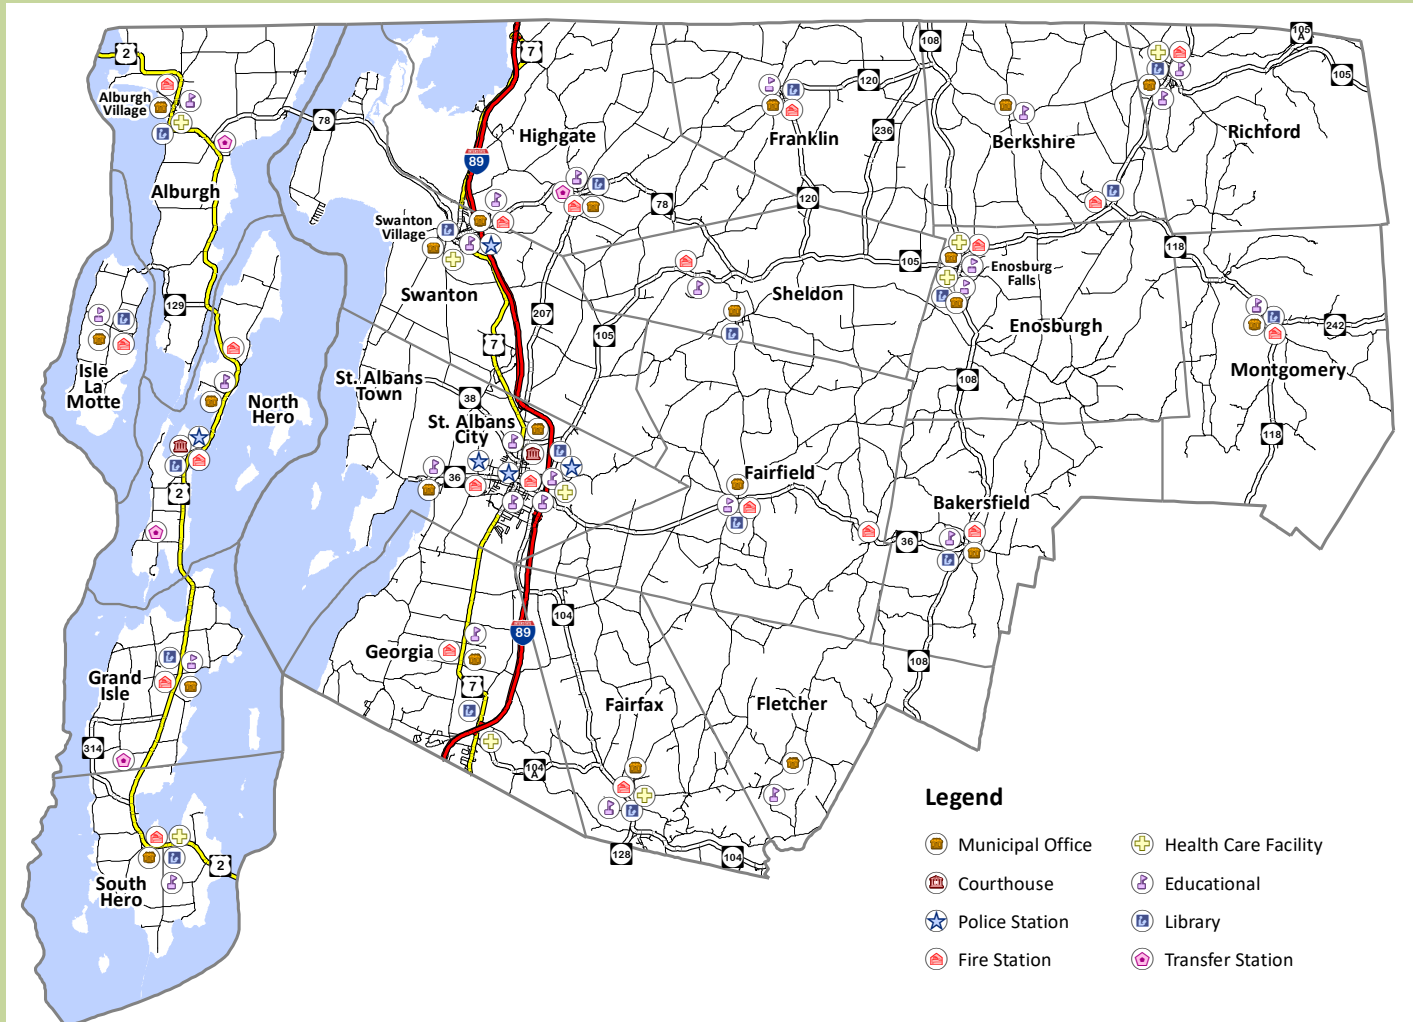 2
7
108
105
A
105
120
Alburgh
Village
78
Highgate
236
Franklin
Berkshire
Richford
89
Alburgh
78
120
Swanton
Village
118
105
Enosburg
Falls
Swanton
Sheldon
129
207
Enosburgh
242
105
7
Isle
La
Motte
St. Albans
Town
Montgomery
108
North
Hero
38
St. Albans
City
118
36
Fairfield
2
Bakersfield
36
104
89
Georgia
108
Grand
Isle
7
Fairfax
Fletcher
314
104
A
Legend
Municipal Office
Health Care Facility
128
104
2
South
Hero
Courthouse
Educational
Police Station
Library
Fire Station
Transfer Station